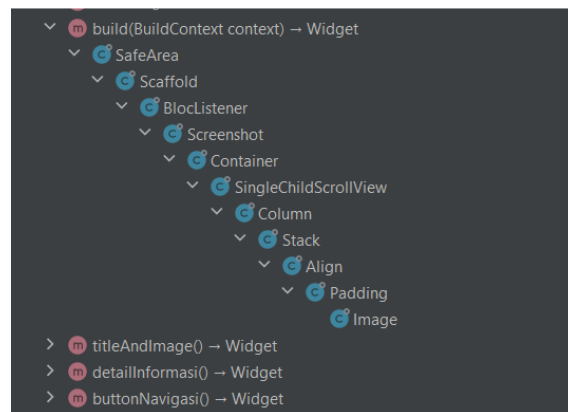 build(BuildContext context) → Widget
SafeArea
Scaffold
BlocListener
Screenshot
Container
SingleChildScrollView
Column
Stack
Align
Padding
Image
titleAndImage() → Widget
detailInformasi() → Widget
buttonNavigasi() → Widget